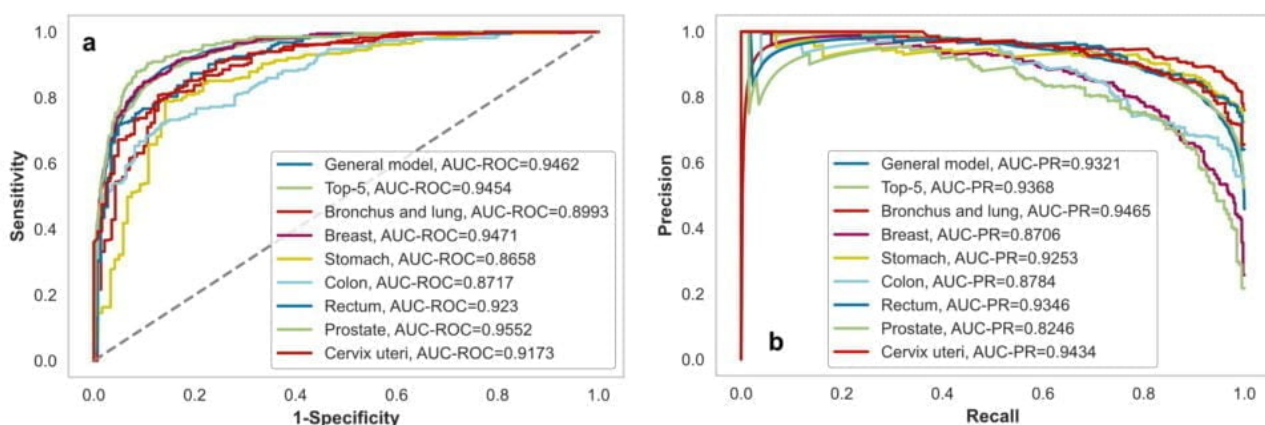 a
1.0
0.8
0.6
0.4
0.2
0.0
Sensitivity
General model, AUC-ROC=0.9462
Top-5, AUC-ROC=0.9454
Bronchus and lung, AUC-ROC=0.8993
Breast, AUC-ROC=0.9471
Stomach, AUC-ROC=0.8658
Colon, AUC-ROC=0.8717
Rectum, AUC-ROC=0.923
Prostate, AUC-ROC=0.9552
Cervix uteri, AUC-ROC=0.9173
0.0 0.2 0.4 0.6 0.8 1.0
1-Specificity
1.0
0.8
0.6
0.4
0.2
0.0
Precision
General model, AUC-PR=0.9321
Top-5, AUC-PR=0.9368
Bronchus and lung, AUC-PR=0.9465
Breast, AUC-PR=0.8706
Stomach, AUC-PR=0.9253
Colon, AUC-PR=0.8784
Rectum, AUC-PR=0.9346
Prostate, AUC-PR=0.8246
Cervix uteri, AUC-PR=0.9434
b
0.0 0.2 0.4 0.6 0.8 1.0
Recall